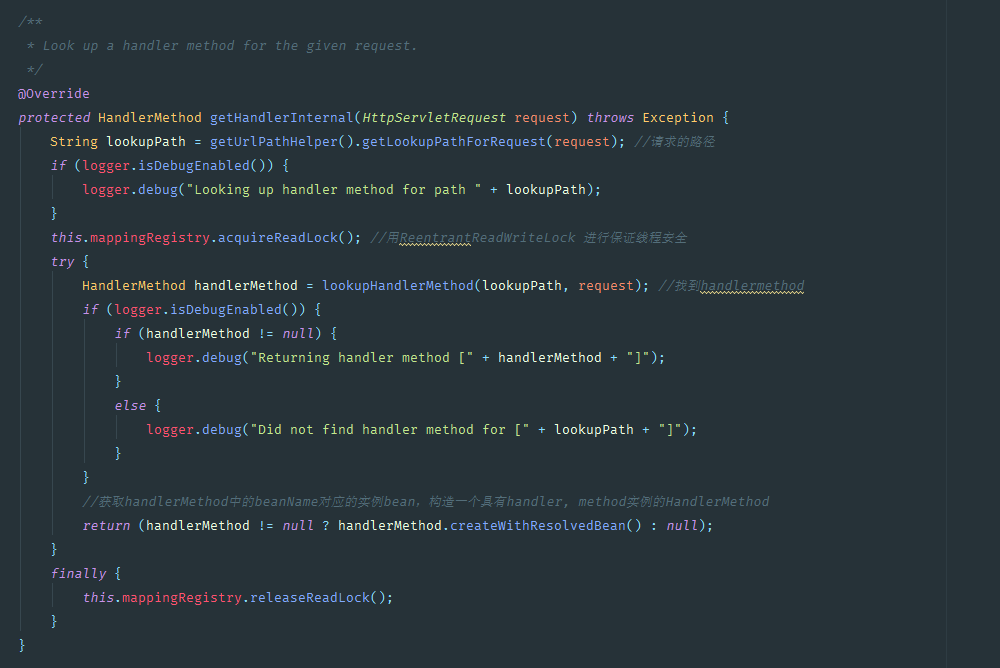 /**
 * Look up a handler method for the given request.
 */
@Override
protected HandlerMethod getHandlerInternal(HttpServletRequest request) throws Exception {
    String lookupPath = getUrlPathHelper().getLookupPathForRequest(request); //请求的路径
    if (logger.isDebugEnabled()) {
        logger.debug("Looking up handler method for path " + lookupPath);
    }
    this.mappingRegistry.acquireReadLock(); //用ReentrantReadWriteLock 进行保证线程安全
    try {
        HandlerMethod handlerMethod = lookupHandlerMethod(lookupPath, request); //找到handlermethod
        if (logger.isDebugEnabled()) {
            if (handlerMethod != null) {
                logger.debug("Returning handler method [" + handlerMethod + "]");
            }
            else {
                logger.debug("Did not find handler method for [" + lookupPath + "]");
            }
        }
        //获取handlerMethod中的beanName对应的实例bean，构造一个具有handler, method实例的HandlerMethod
        return (handlerMethod != null ? handlerMethod.createWithResolvedBean() : null);
    }
    finally {
        this.mappingRegistry.releaseReadLock();
    }
}